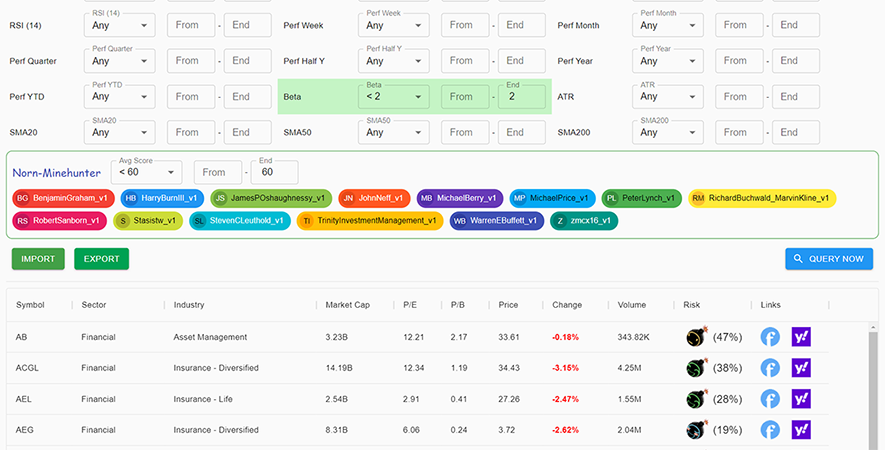 RSI (14) RSI (14) Any From - End Perf Week Perf Week Any From - End Perf Month Perf Month Any From - End
Perf Quarter Perf Quarter Any From - End Perf Half Y Perf Half Y Any From - End Perf Year Perf Year Any From - End
Perf YTD Perf YTD Any From - End Beta Beta < 2 From - End 2 ATR ATR Any From - End
SMA20 SMA20 Any From - End SMA50 SMA50 Any From - End SMA200 SMA200 Any From - End
Norn-Minehunter Avg Score < 60 From - End 60
BG BenjaminGraham_v1 HB HarryBurnIII_v1 JS JamesPOshaughnessy_v1 JN JohnNeff_v1 MB MichaelBerry_v1 MP MichaelPrice_v1 PL PeterLynch_v1 RM RichardBuchwald_MarvinKline_v1
RS RobertSanborn_v1 S Stasistw_v1 SL StevenCLeuthold_v1 TI TrinityInvestmentManagement_v1 WB WarrenEBuffett_v1 Z zmcx16_v1
IMPORT EXPORT QUERY NOW
Symbol Sector Industry Market Cap P/E P/B Price Change Volume Risk Links
AB Financial Asset Management 3.23B 12.21 2.17 33.61 -0.18% 343.82K (47%) f y!
ACGL Financial Insurance - Diversified 14.19B 12.34 1.19 34.43 -3.15% 4.25M (38%) f y!
AEL Financial Insurance - Life 2.54B 2.91 0.41 27.26 -2.47% 1.55M (28%) f y!
AEG Financial Insurance - Diversified 8.31B 6.06 0.24 3.72 -2.62% 2.04M (19%) f y!